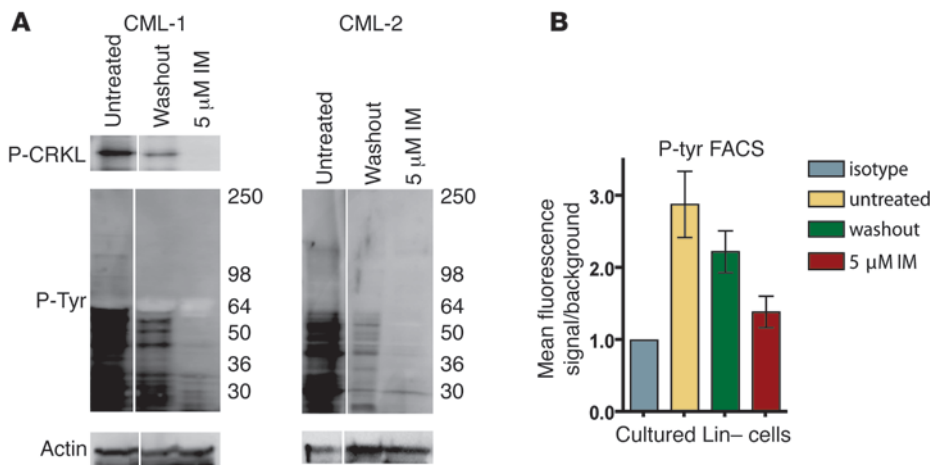 A
CML-1
Untreated
Washout
5 μM IM
P-CRKL
P-Tyr
250
98
64
50
36
30
Actin
CML-2
Untreated
Washout
5 μM IM
250
98
64
50
36
30
B
P-tyr FACS
Mean fluorescence
signal/background
3.0
2.0
1.0
0.0
Cultured Lin– cells
isotype
untreated
washout
5 μM IM